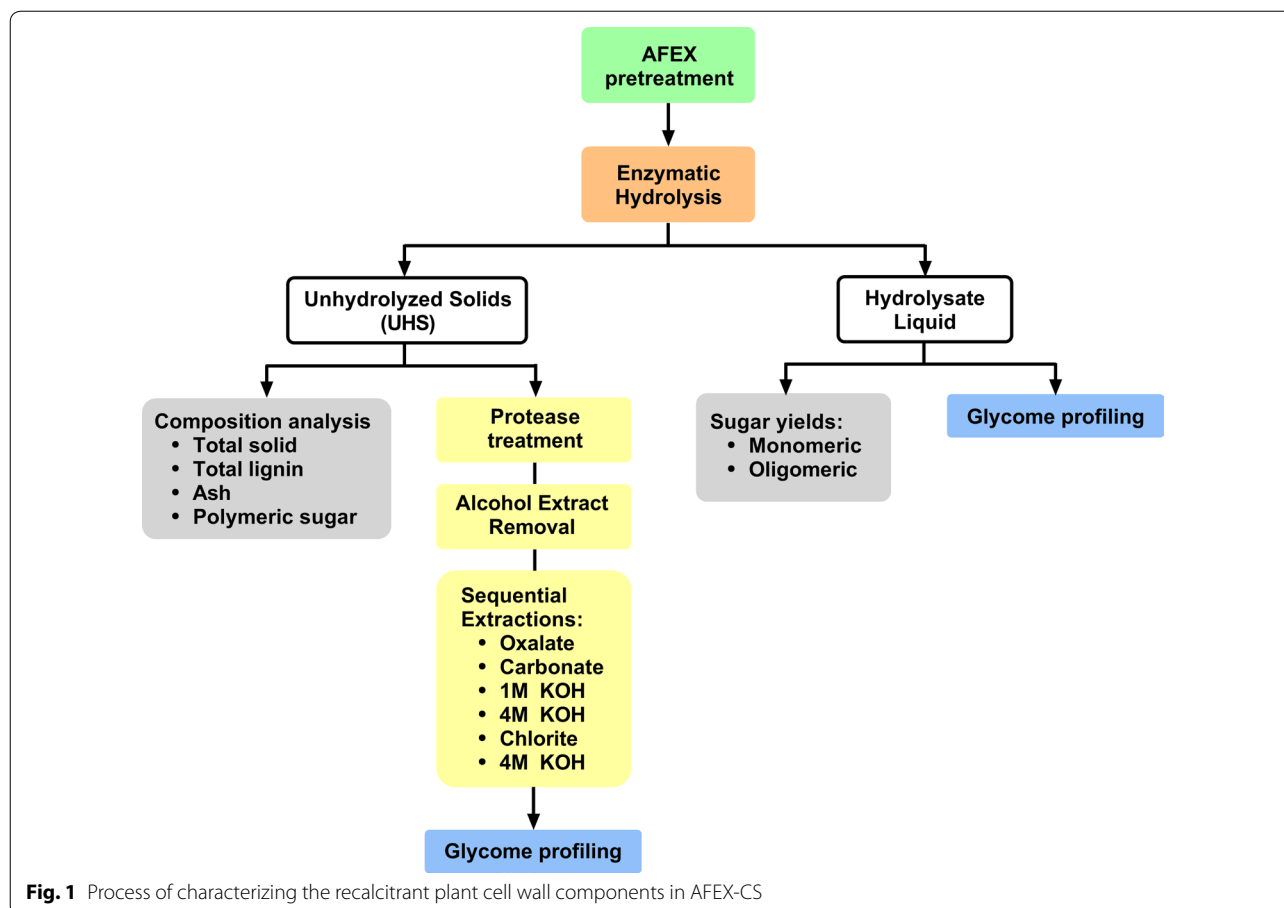 AFEX
pretreatment
Enzymatic
Hydrolysis
Unhydrolyzed Solids
(UHS)
Hydrolysate
Liquid
Composition analysis
• Total solid
• Total lignin
• Ash
• Polymeric sugar
Protease
treatment
Alcohol Extract
Removal
Sequential
Extractions:
• Oxalate
• Carbonate
• 1M KOH
• 4M KOH
• Chlorite
• 4M KOH
Glycome profiling
Sugar yields:
• Monomeric
• Oligomeric
Glycome profiling
Fig. 1 Process of characterizing the recalcitrant plant cell wall components in AFEX-CS